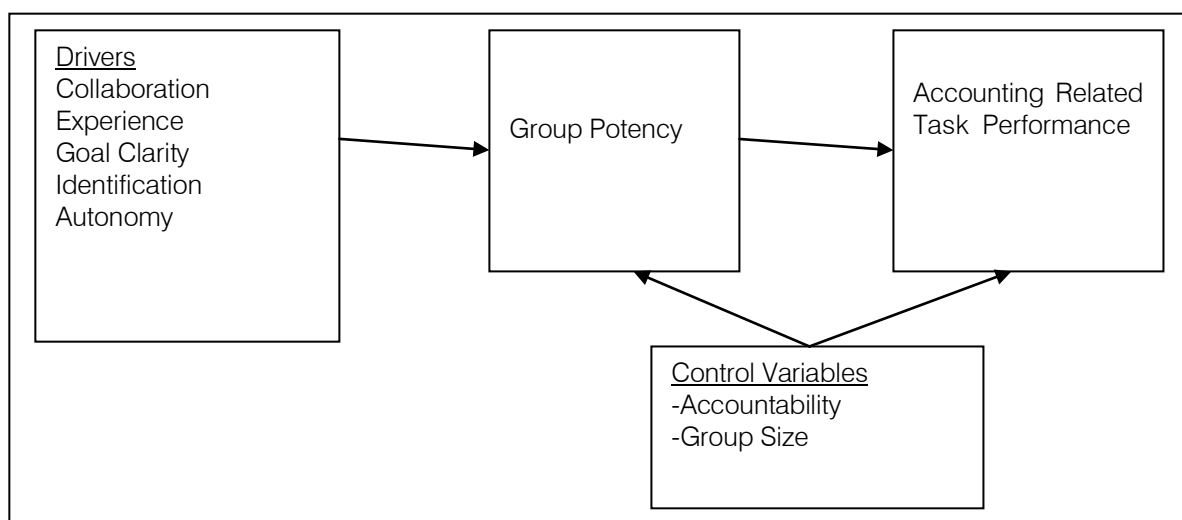 Drivers
Collaboration
Experience
Goal Clarity
Identification
Autonomy
Group Potency
Accounting Related
Task Performance
Control Variables
-Accountability
-Group Size